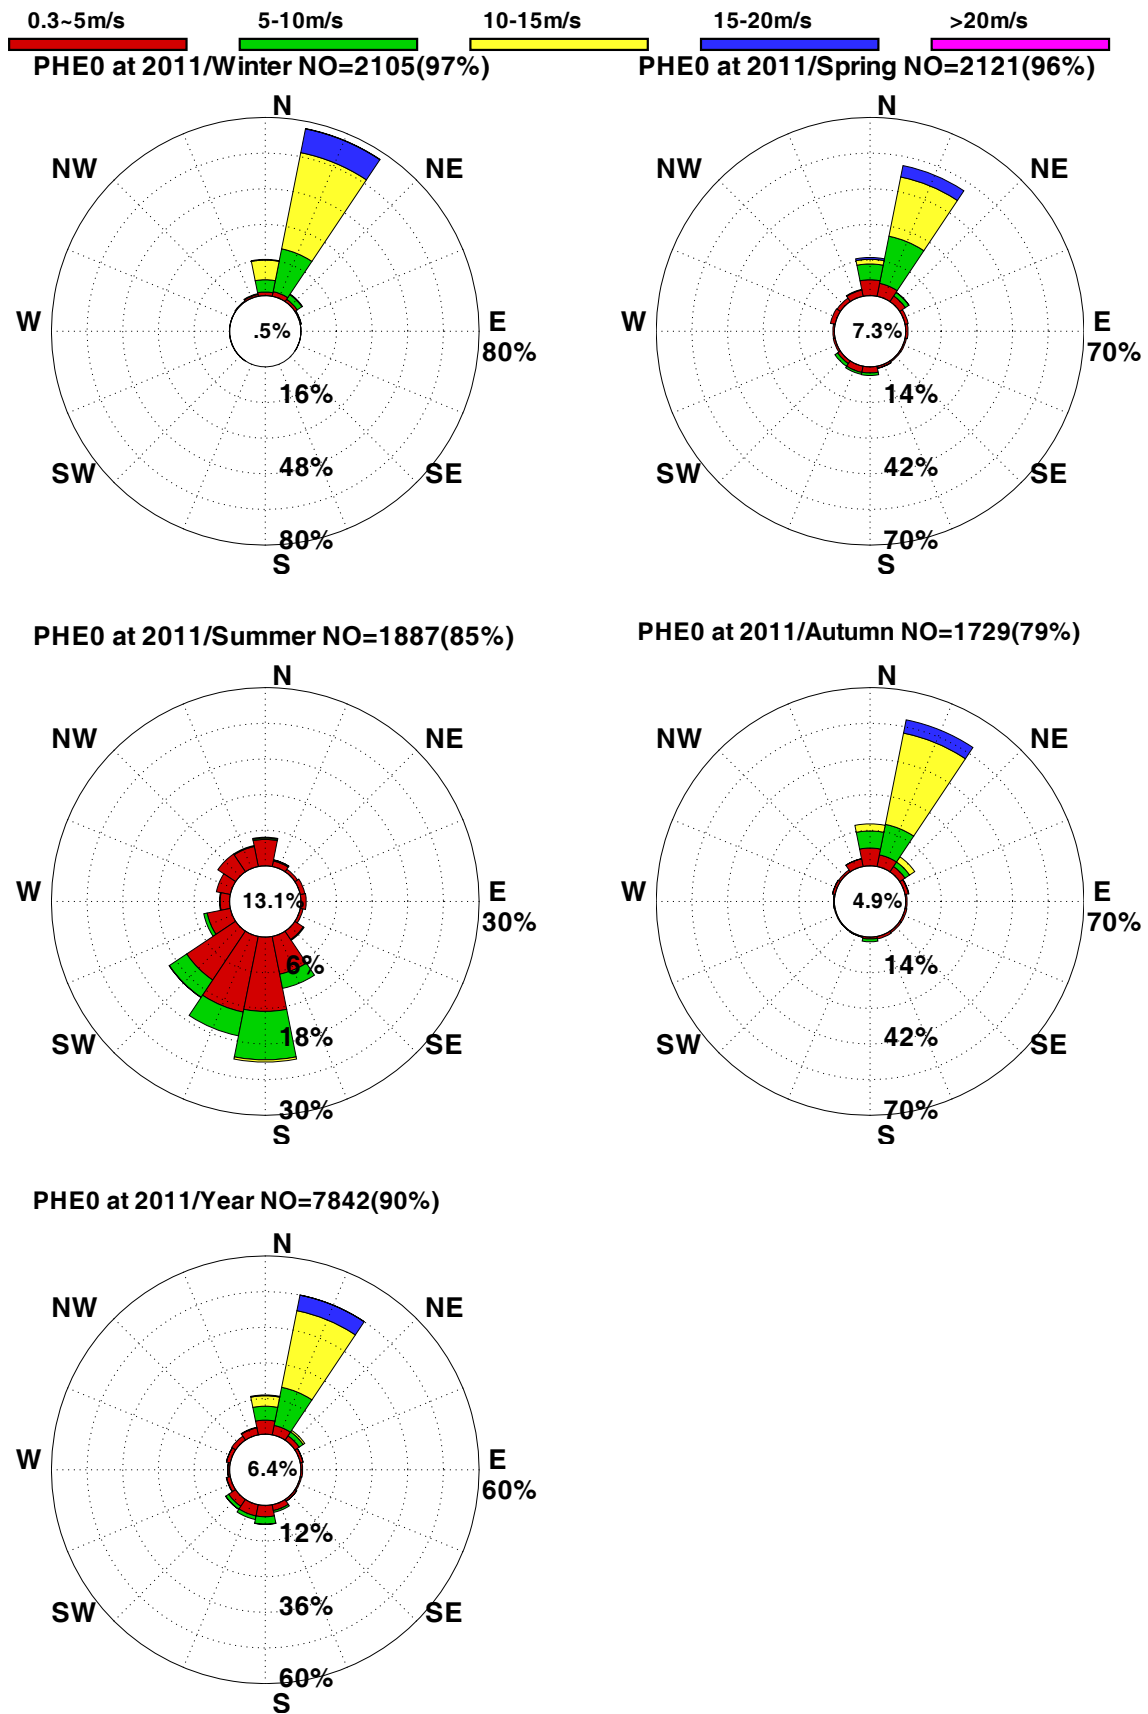 0.3~5m/s 5-10m/s 10-15m/s 15-20m/s >20m/s
PHE0 at 2011/Winter NO=2105(97%)
N
NW NE
W .5% E
80%
16%
48%
SW SE
80%
S
PHE0 at 2011/Spring NO=2121(96%)
N
NW NE
W 7.3% E
70%
14%
42%
SW SE
70%
S
PHE0 at 2011/Summer NO=1887(85%)
N
NW NE
W 13.1% E
30%
6%
18%
SW SE
30%
S
PHE0 at 2011/Autumn NO=1729(79%)
N
NW NE
W 4.9% E
70%
14%
42%
SW SE
70%
S
PHE0 at 2011/Year NO=7842(90%)
N
NW NE
W 6.4% E
60%
12%
36%
SW SE
60%
S